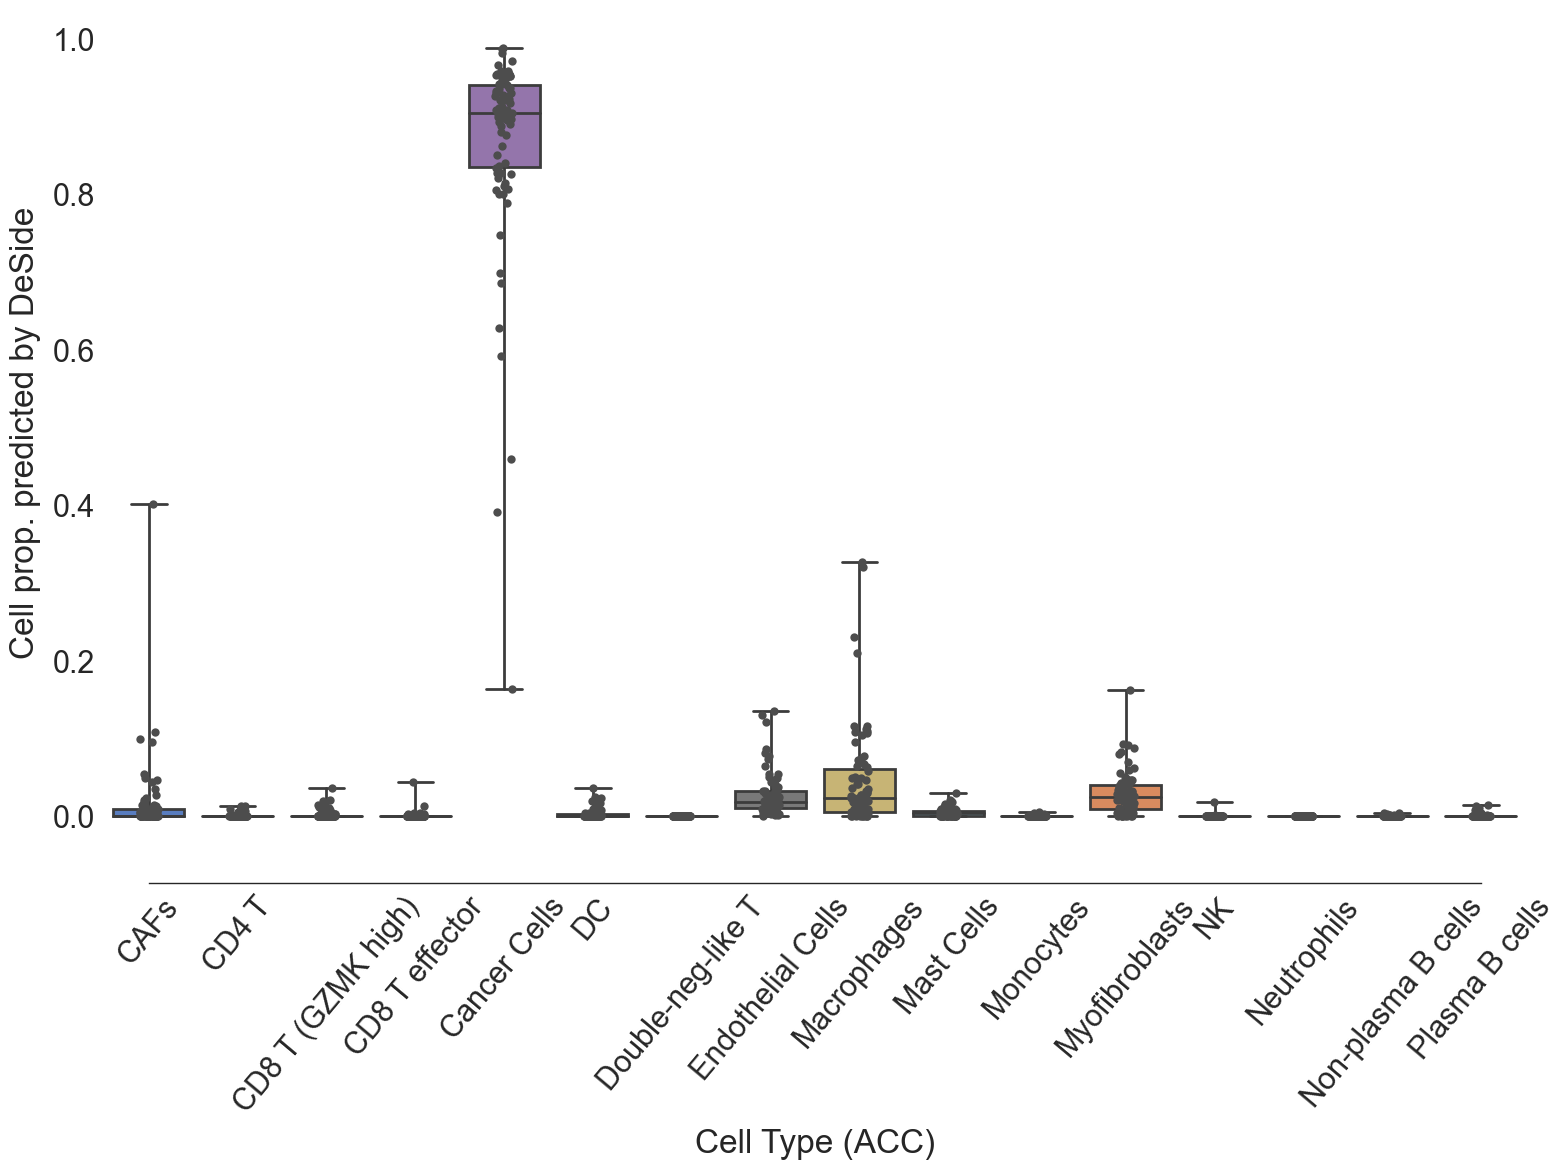 1.0
0.8
0.6
0.4
0.2
0.0
Cell prop. predicted by DeSide
CAFs
CD4 T
CD8 T (GZMK high)
CD8 T effector
Cancer Cells
DC
Double-neg-like T
Endothelial Cells
Macrophages
Mast Cells
Monocytes
Myofibroblasts
NK
Neutrophils
Non-plasma B cells
Plasma B cells
Cell Type (ACC)